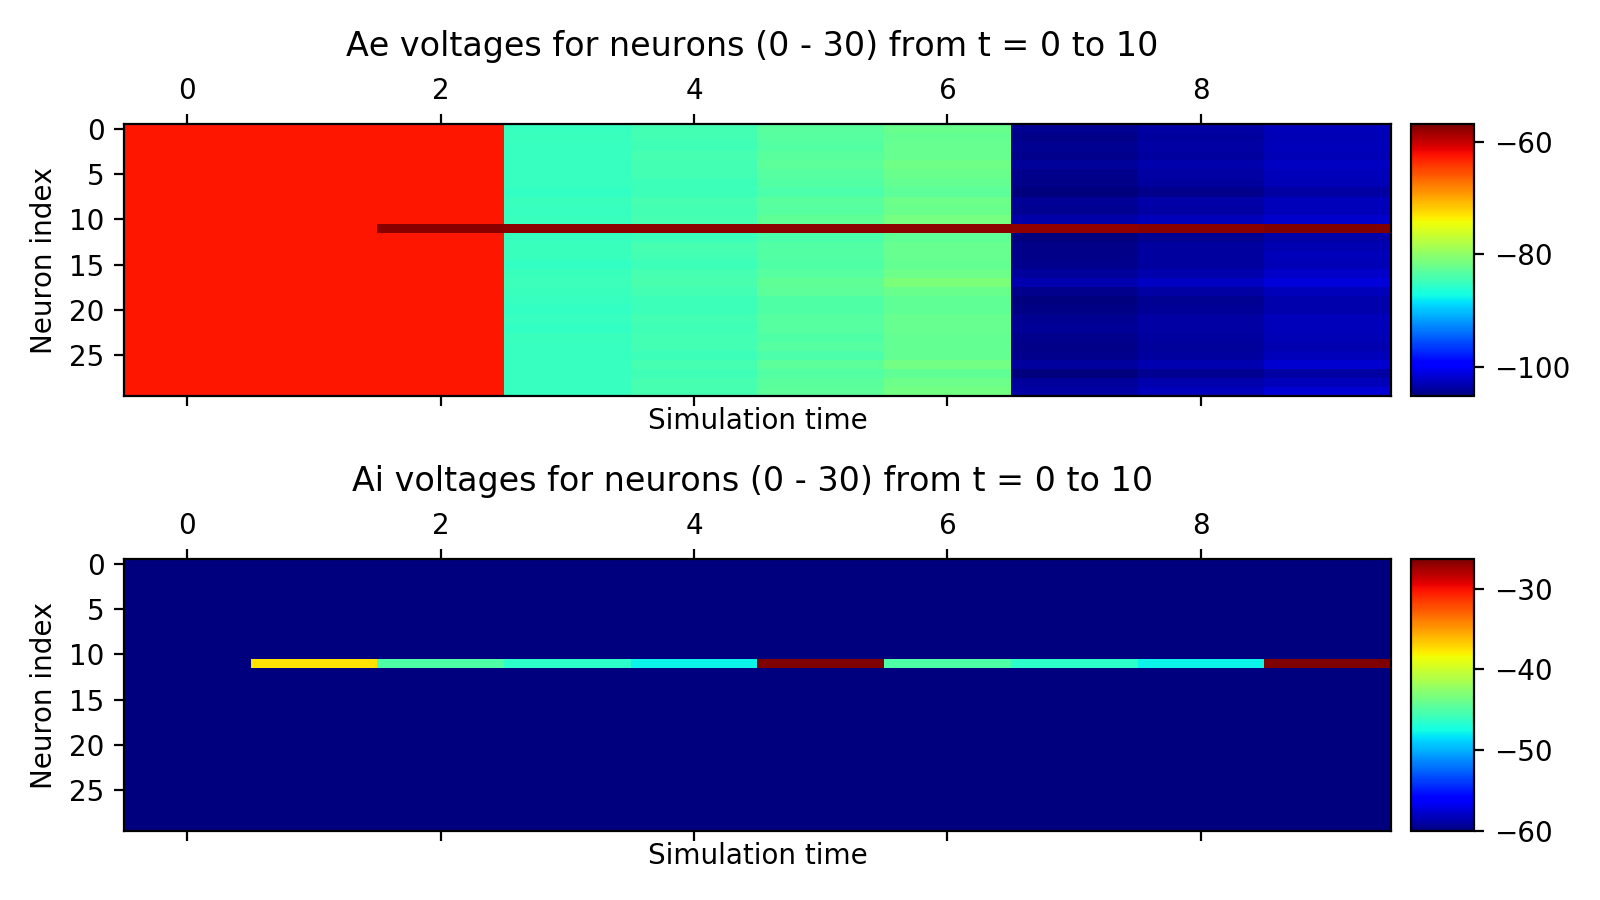 Ae voltages for neurons (0 - 30) from t = 0 to 10
0 2 4 6 8
Neuron index
0
5
10
15
20
25
−60
−80
−100
Simulation time
Ai voltages for neurons (0 - 30) from t = 0 to 10
0 2 4 6 8
Neuron index
0
5
10
15
20
25
−30
−40
−50
−60
Simulation time